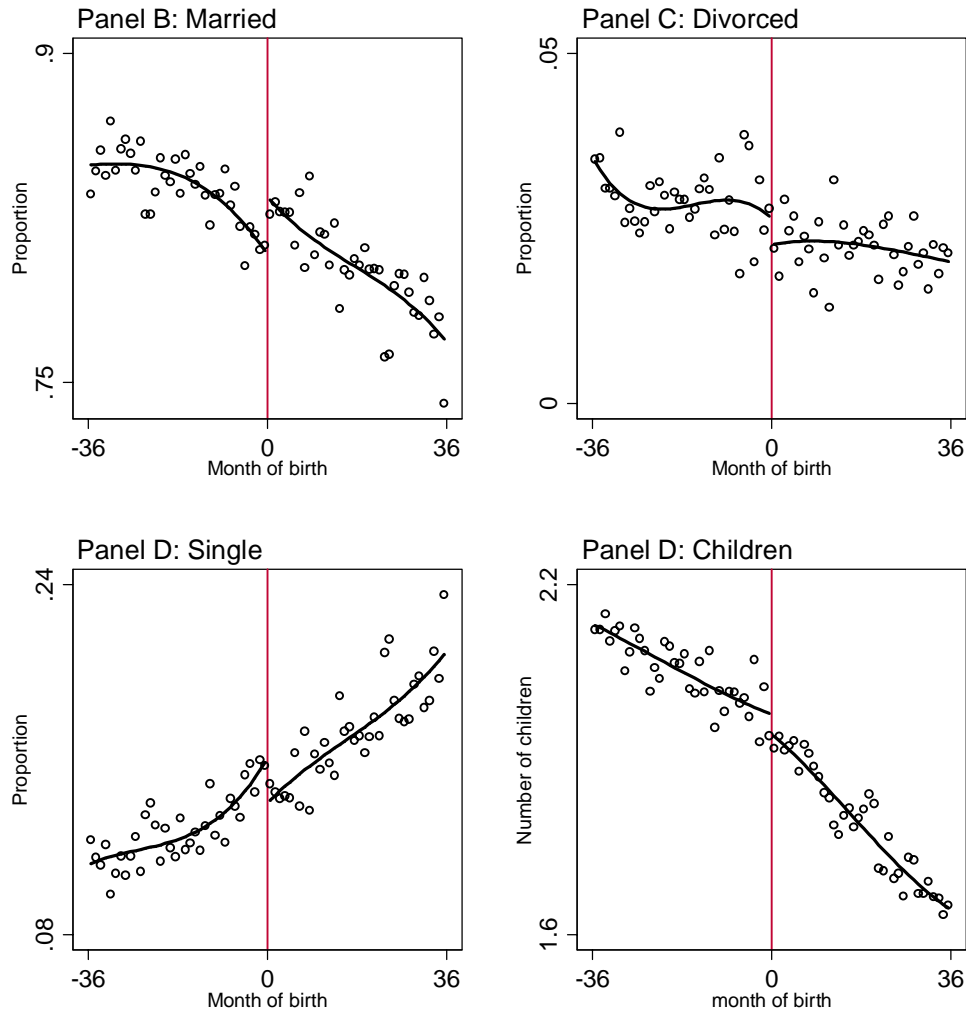 Panel B: Married
.9
Proportion
.75
-36 0 36
Month of birth
Panel C: Divorced
.05
Proportion
0
-36 0 36
Month of birth
Panel D: Single
.24
Proportion
.08
-36 0 36
Month of birth
Panel D: Children
2.2
Number of children
1.6
-36 0 36
month of birth